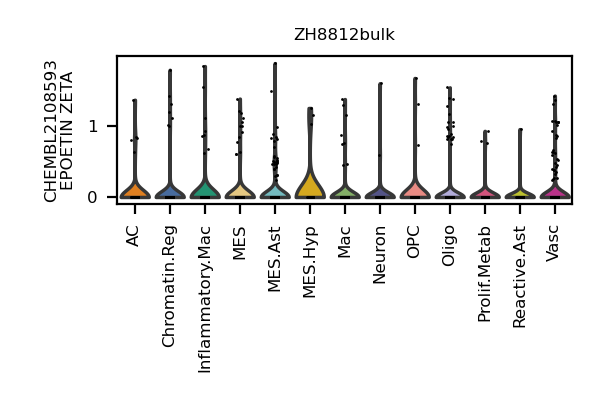 ZH8812bulk
CHEMBL2108593
EPOETIN ZETA
1
0
AC
Chromatin.Reg
Inflammatory.Mac
MES
MES.Ast
MES.Hyp
Mac
Neuron
OPC
Oligo
Prolif.Metab
Reactive.Ast
Vasc